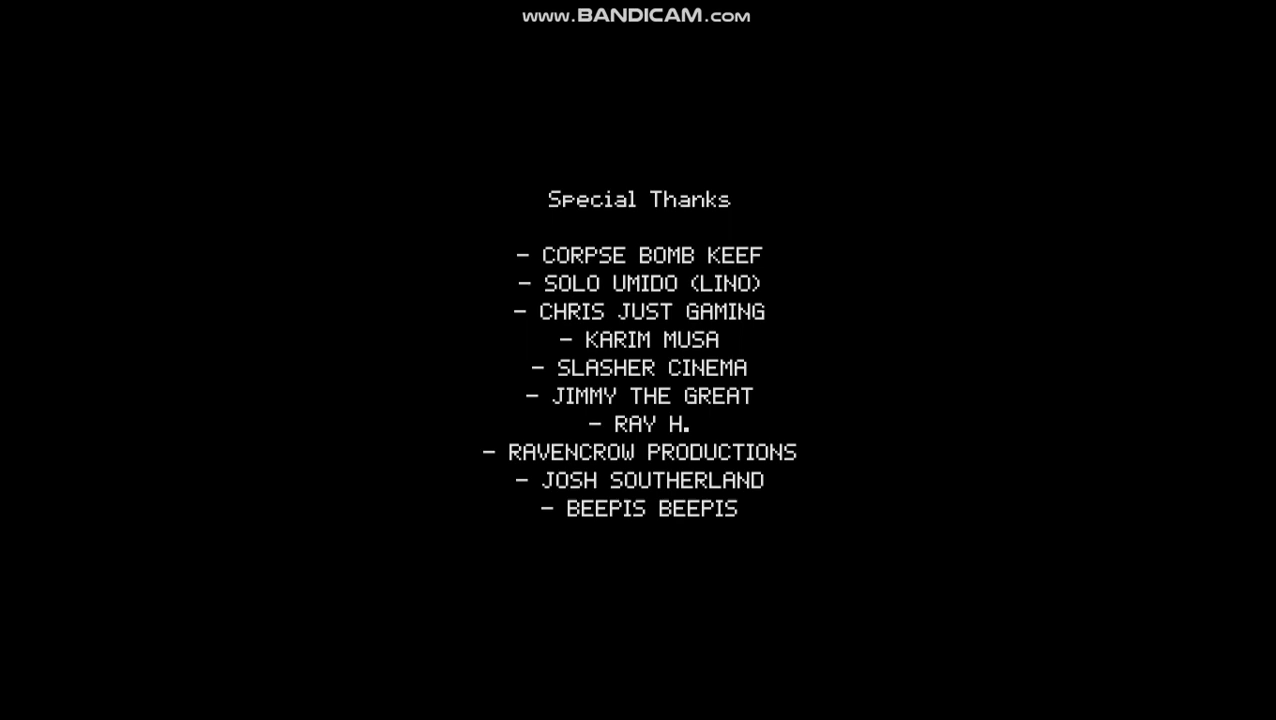 www.BANDICAM.com
Special Thanks
- CORPSE BOMB KEEF
- SOLO UMIDO (LINO)
- CHRIS JUST GAMING
- KARIM MUSA
- SLASHER CINEMA
- JIMMY THE GREAT
- RAY H.
- RAVENCROW PRODUCTIONS
- JOSH SOUTHERLAND
- BEEPIS BEEPIS